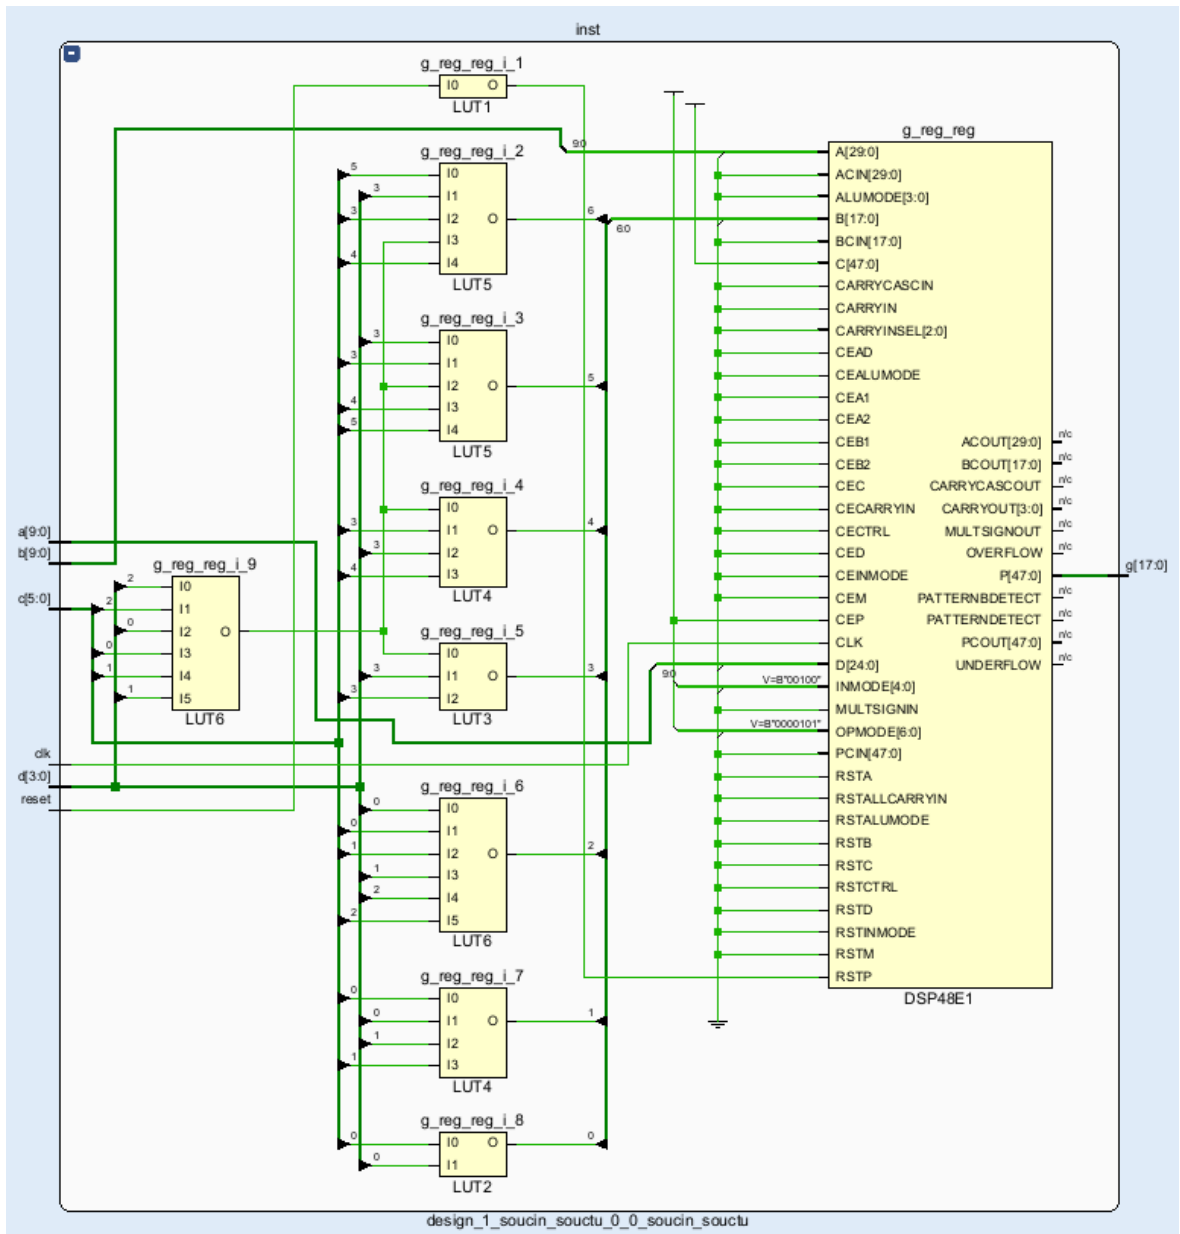 inst
g_reg_reg_i_1
I0 O
LUT1
g_reg_reg_i_2
5 I0
3 I1
3 I2 O 6
I3
4 I4
LUT5
g_reg_reg_i_3
3 I0
3 I1
I2 O 5
4 I3
5 I4
LUT5
g_reg_reg_i_4
I0
3 I1 O 4
3 I2
4 I3
LUT4
g_reg_reg_i_5
I0
3 I1 O 3
3 I2
LUT3
g_reg_reg_i_6
0 I0
0 I1
1 I2 O 2
1 I3
2 I4
2 I5
LUT6
g_reg_reg_i_7
0 I0
0 I1 O 1
1 I2
1 I3
LUT4
g_reg_reg_i_8
0 I0 O 0
0 I1
LUT2
a[9:0]
b[9:0]
c[5:0]
clk
d[3:0]
reset
g_reg_reg_i_9
2 I0
2 I1
0 I2 O
0 I3
1 I4
1 I5
LUT6
9:0
6:0
9:0
V=B"00100"
V=B"0000101"
g_reg_reg
A[29:0]
ACIN[29:0]
ALUMODE[3:0]
B[17:0]
BCIN[17:0]
C[47:0]
CARRYCASCIN
CARRYIN
CARRYINSEL[2:0]
CEAD
CEALUMODE
CEA1
CEA2
CEB1 ACOUT[29:0] n/c
CEB2 BCOUT[17:0] n/c
CEC CARRYCASCOUT n/c
CECARRYIN CARRYOUT[3:0] n/c
CECTRL MULTSIGNOUT n/c
CED OVERFLOW n/c
CEINMODE P[47:0] g[17:0]
CEM PATTERNBDETECT n/c
CEP PATTERNDETECT n/c
CLK PCOUT[47:0] n/c
D[24:0] UNDERFLOW n/c
INMODE[4:0]
MULTSIGNIN
OPMODE[6:0]
PCIN[47:0]
RSTA
RSTALLCARRYIN
RSTALUMODE
RSTB
RSTC
RSTCTRL
RSTD
RSTINMODE
RSTM
RSTP
DSP48E1
design_1_soucin_souctu_0_0_soucin_souctu